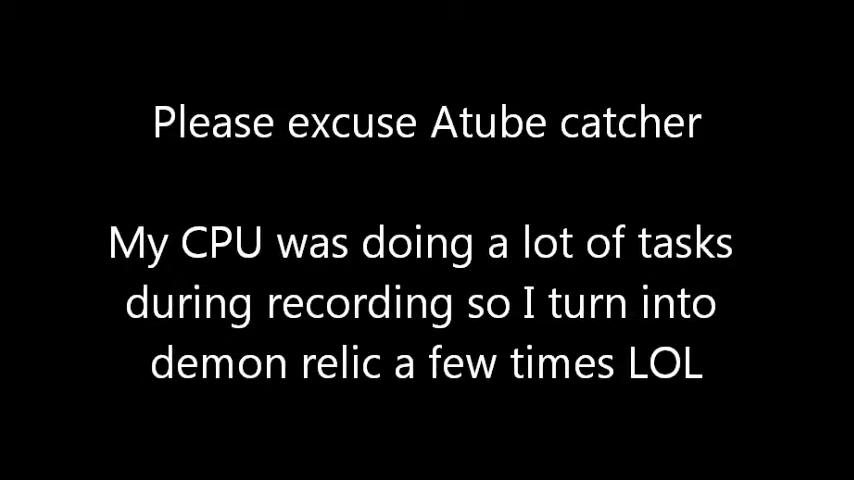 Please excuse Atube catcher
My CPU was doing a lot of tasks
during recording so I turn into
demon relic a few times LOL